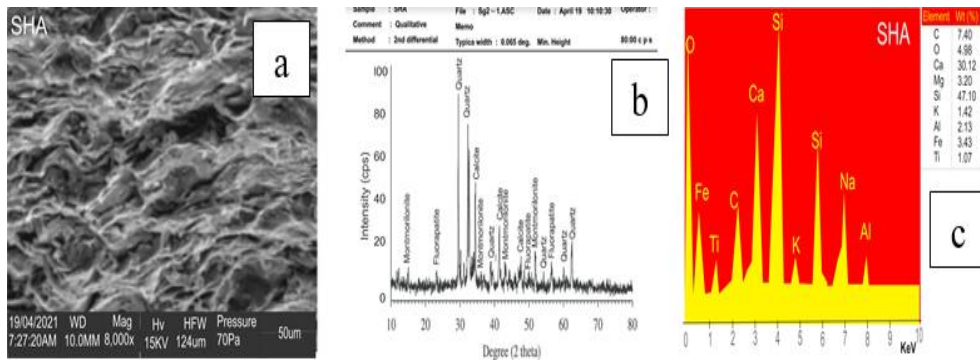 SHA
a
19/04/2021 WD Mag Hv HFW Pressure
7:27:20AM 10.0MM 8,000x 15KV 124um 70Pa 50um
Sample : SHA File : Sg2-1.ASC Date : April 19 10:10:30 Operator :
Comment : Qualitative Memo
Method : 2nd differential Typica width : 0.065 deg. Min. Height 80:00 c p s
b
Intensity (cps)
100
80
60
40
20
0
Montmorillonite
Fluorapatite
Quartz
Quartz
Calcite
Montmorilonite
Quartz
Calcite
Montmorilonite
Calcite
Fluorapatite
Montmorilonite
Quartz
Fluorapatite
Quartz
Quartz
10 20 30 40 50 60 70 80
Degree (2 theta)
SHA
O
Fe
Ti
C
Ca
Si
K
Si
Na
Al
0 1 2 3 4 5 6 7 8 9 10
KeV
Element Wt (%)
C 7.40
O 4.98
Ca 30.12
Mg 3.20
Si 47.10
K 1.42
Al 2.13
Fe 3.43
Ti 1.07
c